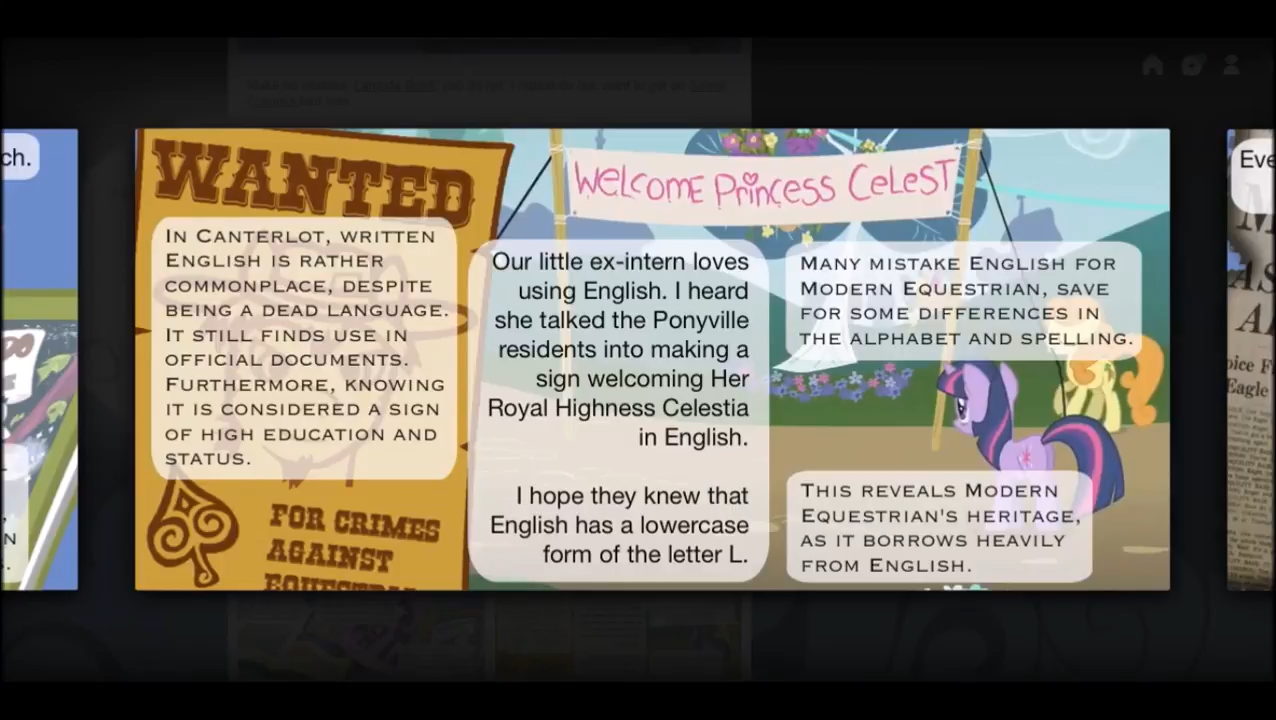 ch.
WANTED
IN CANTERLOT, WRITTEN
ENGLISH IS RATHER
COMMONPLACE, DESPITE
BEING A DEAD LANGUAGE.
IT STILL FINDS USE IN
OFFICIAL DOCUMENTS.
FURTHERMORE, KNOWING
IT IS CONSIDERED A SIGN
OF HIGH EDUCATION AND
STATUS.
FOR CRIMES
AGAINST
WELCOME PrinCess CeLeST
Our little ex-intern loves
using English. I heard
she talked the Ponyville
residents into making a
sign welcoming Her
Royal Highness Celestia
in English.
I hope they knew that
English has a lowercase
form of the letter L.
MANY MISTAKE ENGLISH FOR
MODERN EQUESTRIAN, SAVE
FOR SOME DIFFERENCES IN
THE ALPHABET AND SPELLING.
THIS REVEALS MODERN
EQUESTRIAN'S HERITAGE,
AS IT BORROWS HEAVILY
FROM ENGLISH.
Eve
oice F
Eagle